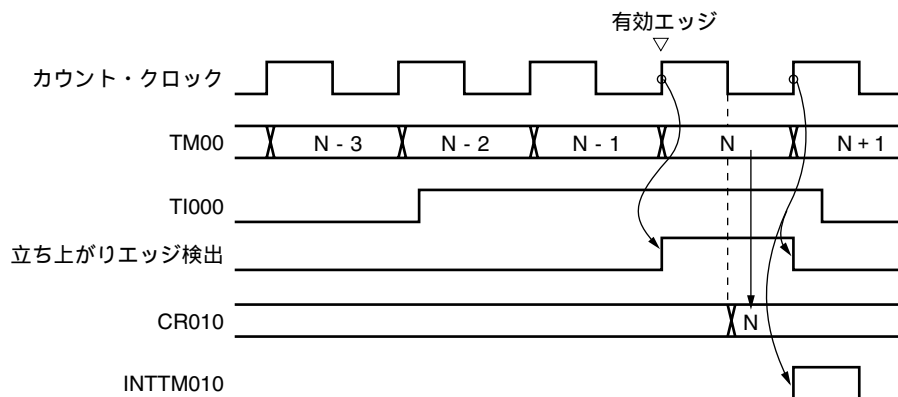 有効エッジ
カウント・クロック
TM00 N - 3 N - 2 N - 1 N N + 1
TI000
立ち上がりエッジ検出
CR010 N
INTTM010